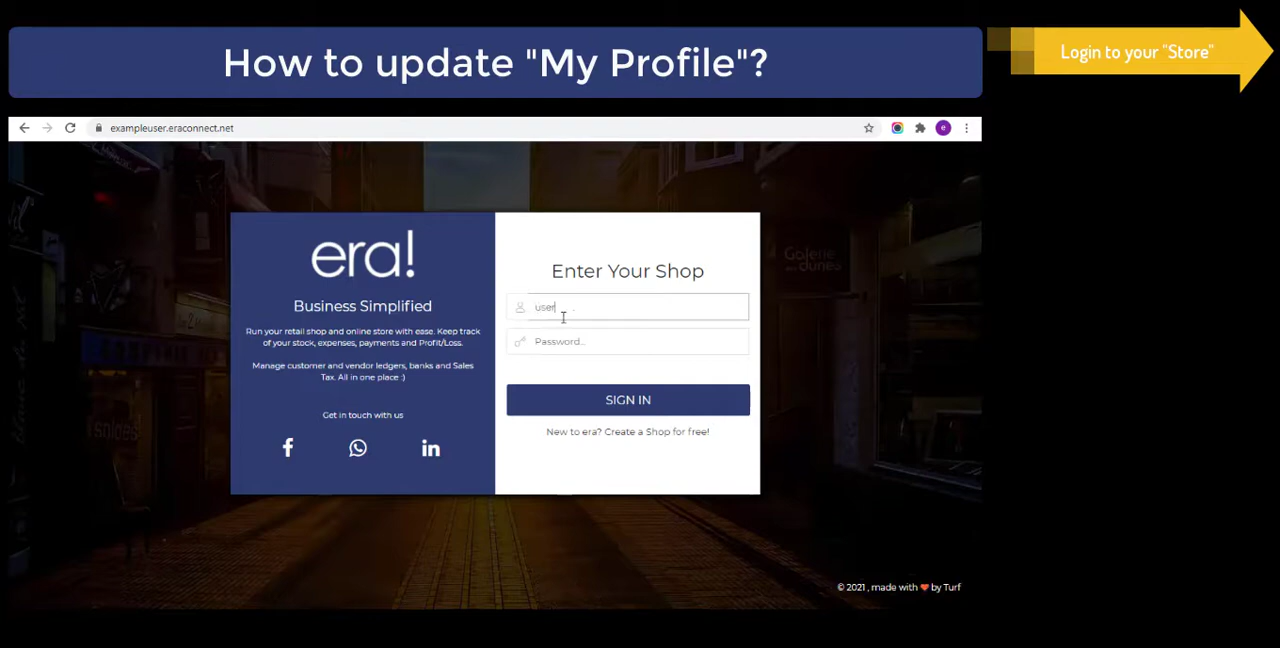 How to update "My Profile"?
Login to your "Store"
exampleuser.eraconnect.net
e
era!
Business Simplified
Run your retail shop and online store with ease. Keep track
of your stock, expenses, payments and Profit/Loss.
Manage customer and vendor ledgers, banks and Sales
Tax. All in one place :)
Get in touch with us
Enter Your Shop
user
Password...
SIGN IN
New to era? Create a Shop for free!
Galerie
des dunes
© 2021 , made with ❤ by Turf